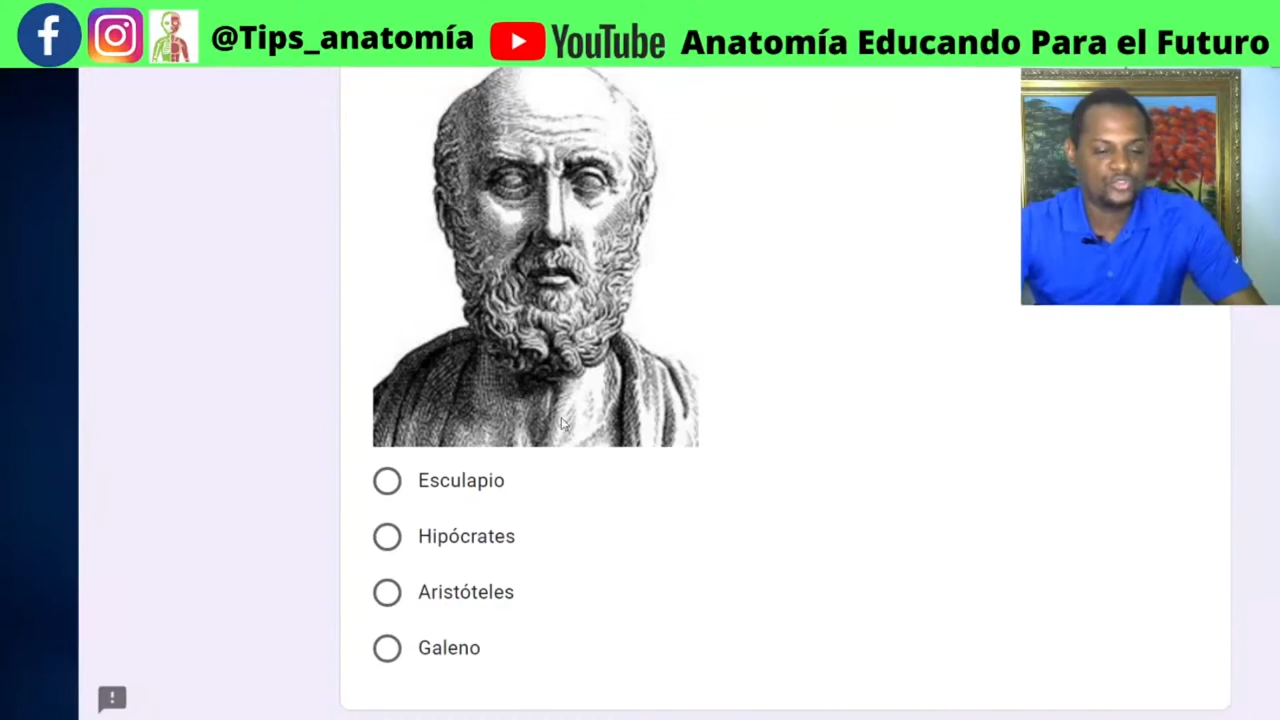 @Tips_anatomía YouTube Anatomía Educando Para el Futuro
Esculapio
Hipócrates
Aristóteles
Galeno